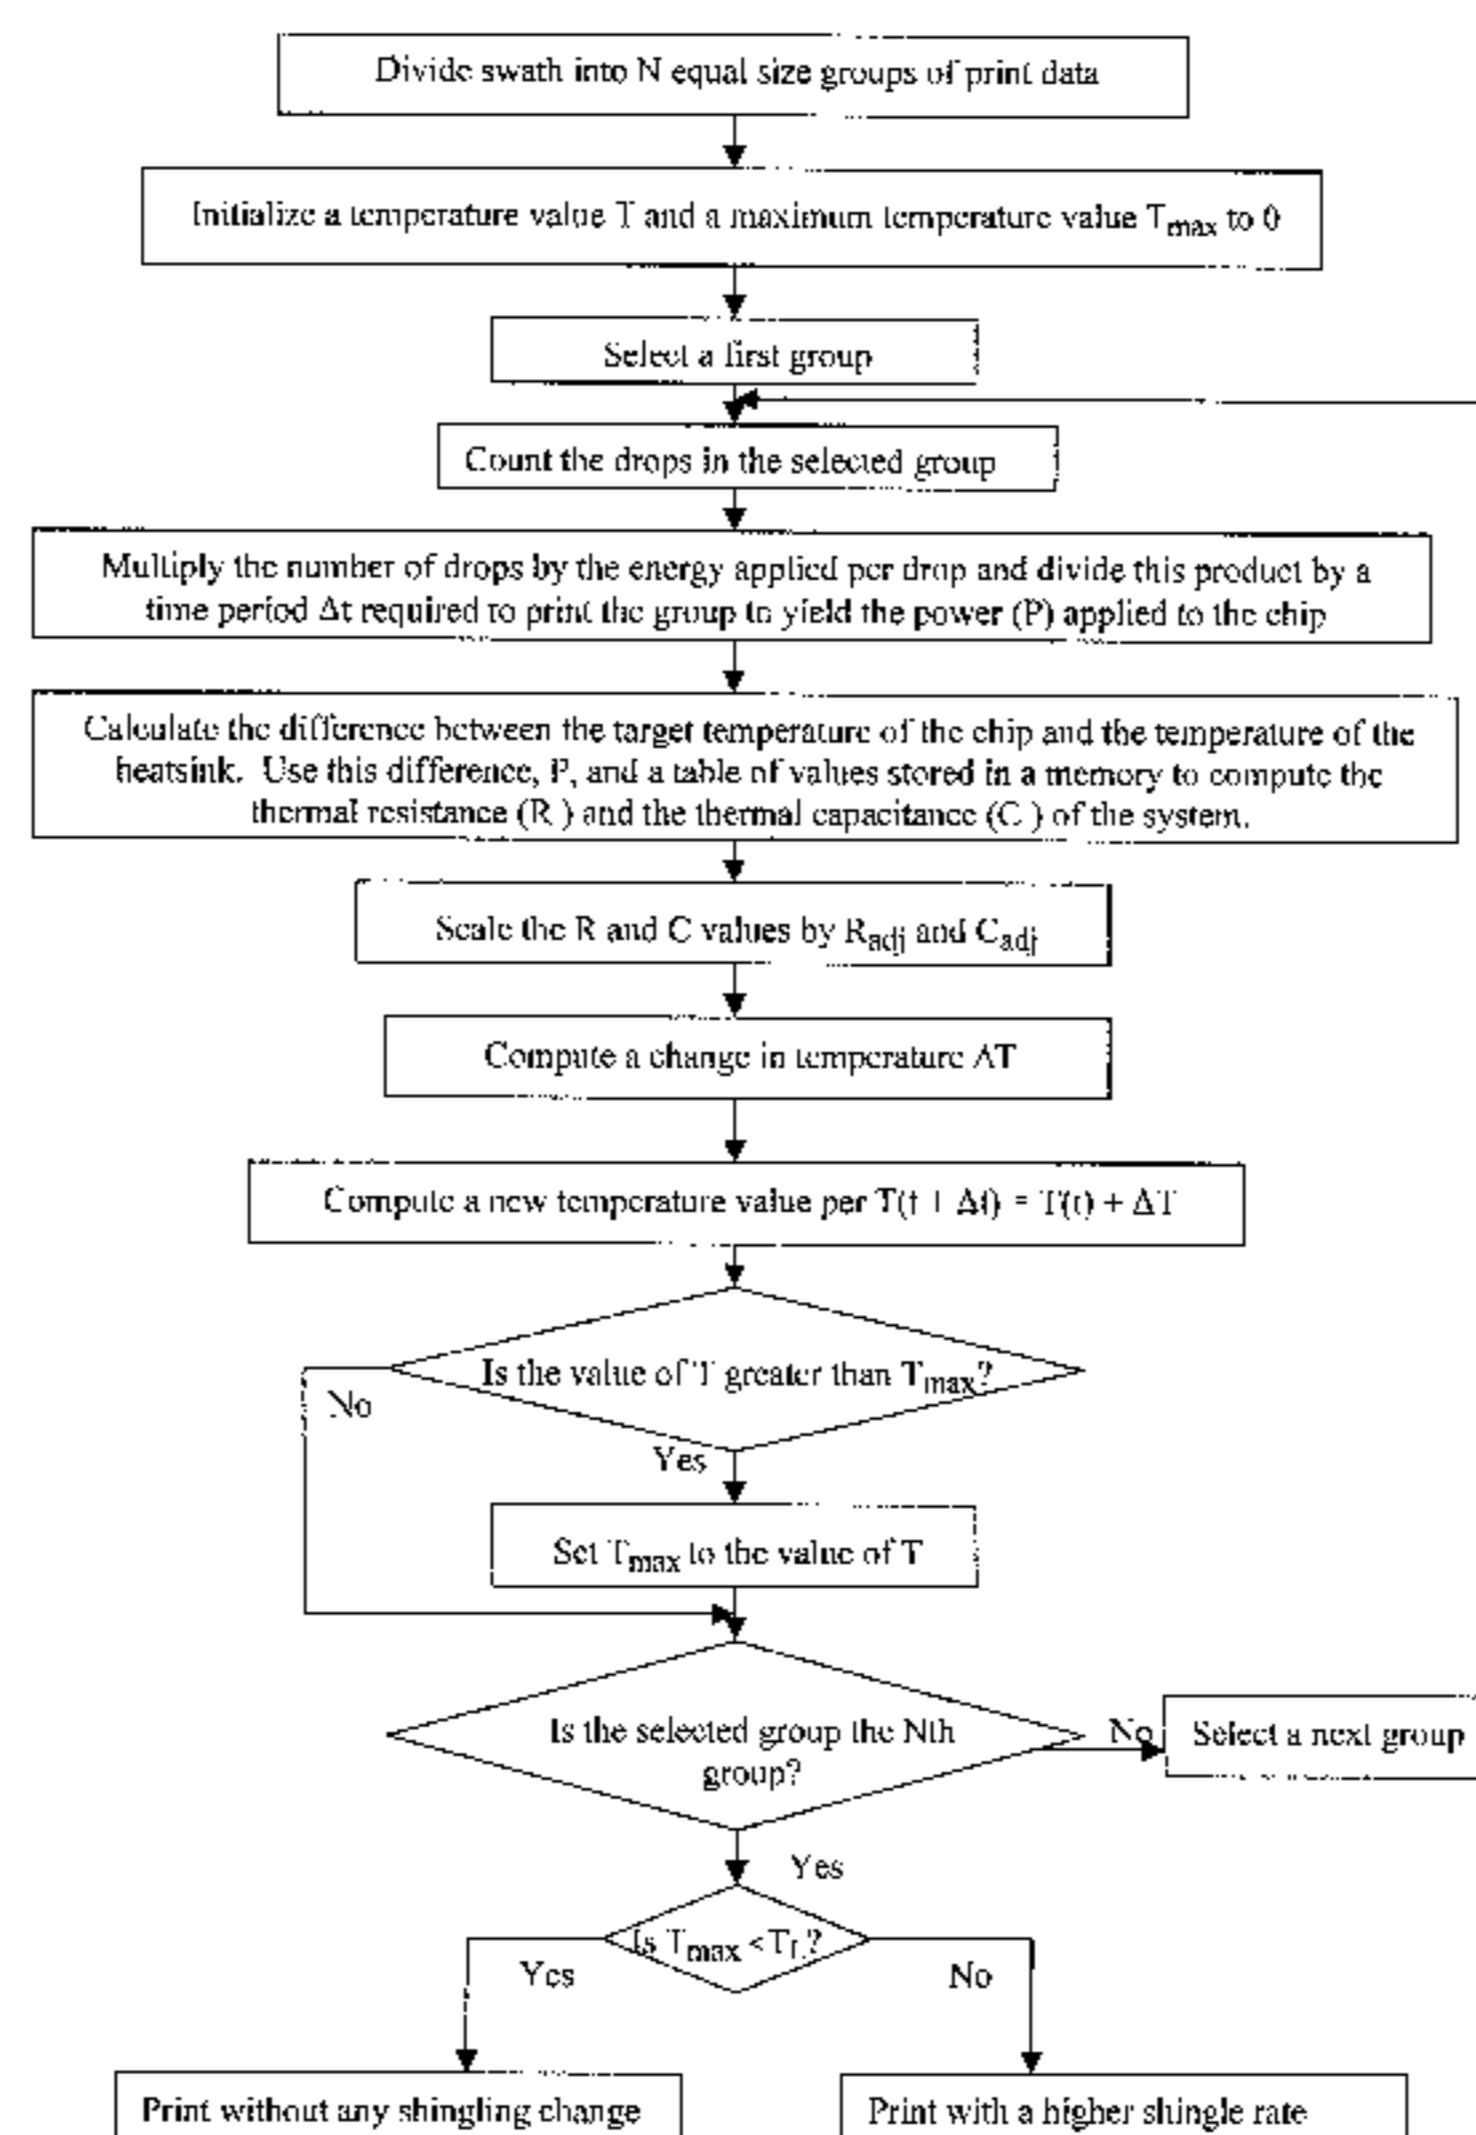 Divide swath into N equal size groups of print data
Initialize a temperature value T and a maximum temperature value Tmax to 0
Select a first group
Count the drops in the selected group
Multiply the number of drops by the energy applied per drop and divide this product by a
time period Δt required to print the group to yield the power (P) applied to the chip
Calculate the difference between the target temperature of the chip and the temperature of the
heatsink. Use this difference, P, and a table of values stored in a memory to compute the
thermal resistance (R ) and the thermal capacitance (C ) of the system.
Scale the R and C values by Radj and Cadj
Compute a change in temperature ΔT
Compute a new temperature value per T(t + Δt) = T(t) + ΔT
Is the value of T greater than Tmax?
No
Yes
Set Tmax to the value of T
Is the selected group the Nth
group?
No
Select a next group
Yes
Is Tmax <TL?
Yes
No
Print without any shingling change
Print with a higher shingle rate